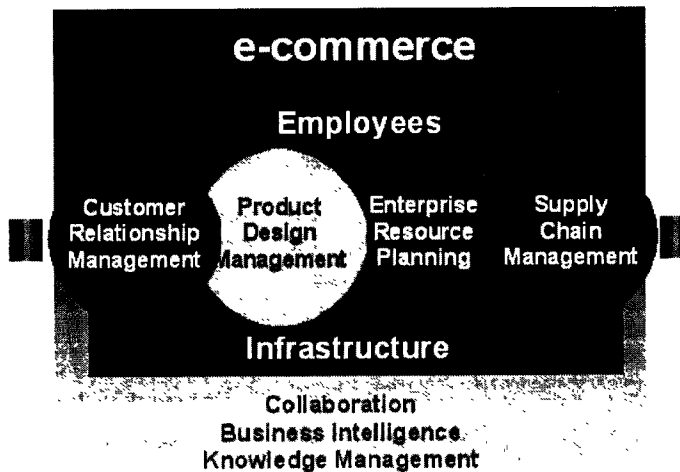 e-commerce
Employees
Customer
Relationship
Management
Product
Design
Management
Enterprise
Resource
Planning
Supply
Chain
Management
Infrastructure
Collaboration
Business Intelligence
Knowledge Management